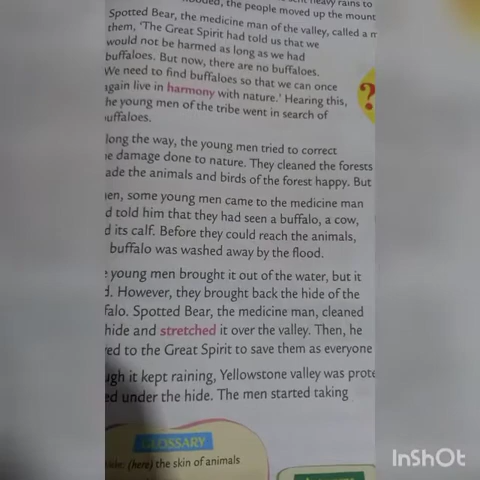 heavy rains to
the people moved up the mount
Spotted Bear, the medicine man of the valley, called a m
them, 'The Great Spirit had told us that we
would not be harmed as long as we had
buffaloes. But now, there are no buffaloes.
We need to find buffaloes so that we can once
gain live in harmony with nature.' Hearing this,
he young men of the tribe went in search of
uffaloes.
?
long the way, the young men tried to correct
e damage done to nature. They cleaned the forests
ade the animals and birds of the forest happy. But
en, some young men came to the medicine man
d told him that they had seen a buffalo, a cow,
d its calf. Before they could reach the animals,
buffalo was washed away by the flood.
young men brought it out of the water, but it
d. However, they brought back the hide of the
falo. Spotted Bear, the medicine man, cleaned
hide and stretched it over the valley. Then, he
ed to the Great Spirit to save them as everyone
ugh it kept raining, Yellowstone valley was prote
ed under the hide. The men started taking
GLOSSARY
(here) the skin of animals
InShOt